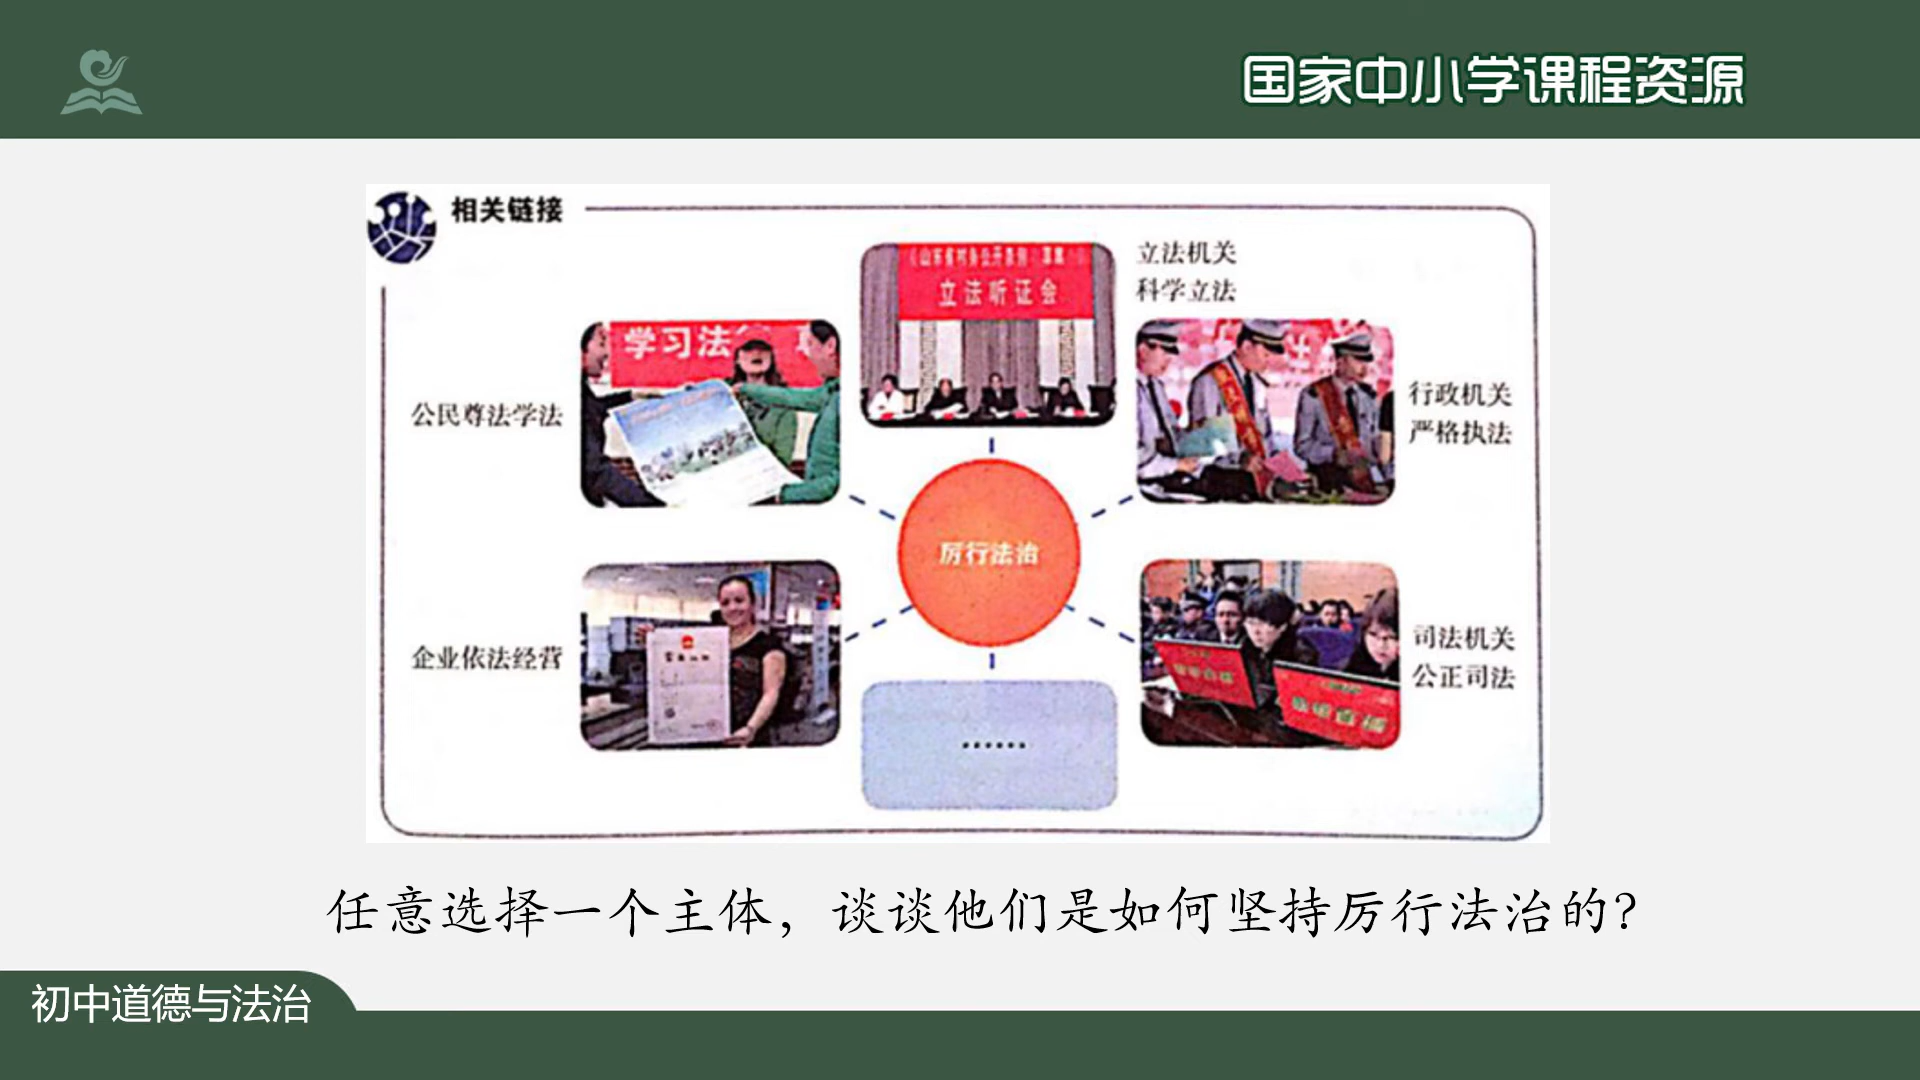 国家中小学课程资源
相关链接
立法听证会
立法机关
科学立法
学习法
公民尊法学法
行政机关
严格执法
厉行法治
企业依法经营
司法机关
公正司法
······
任意选择一个主体，谈谈他们是如何坚持厉行法治的？
初中道德与法治